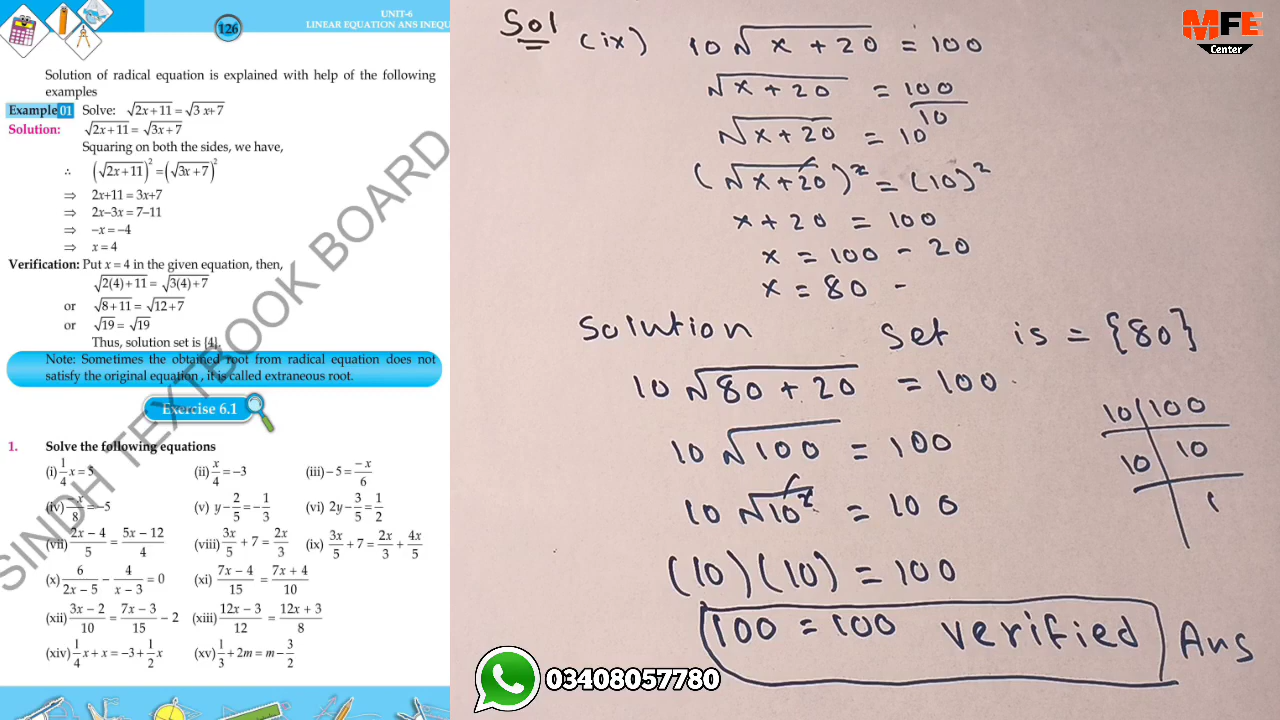 126
UNIT-6
LINEAR EQUATION ANS INEQU
Solution of radical equation is explained with help of the following
examples
Example 01 Solve: √(2x+11) = √(3x+7)
Solution: √(2x+11) = √(3x+7)
Squaring on both the sides, we have,
∴ (√(2x+11))² = (√(3x+7))²
⇒ 2x+11 = 3x+7
⇒ 2x−3x = 7−11
⇒ −x = −4
⇒ x = 4
Verification: Put x = 4 in the given equation, then,
√(2(4)+11) = √(3(4)+7)
or √(8+11) = √(12+7)
or √19 = √19
Thus, solution set is {4}.
Note: Sometimes the obtained root from radical equation does not
satisfy the original equation , it is called extraneous root.
Exercise 6.1
1. Solve the following equations
(i) 1/4 x = 5 (ii) x/4 = −3 (iii) −5 = −x/6
(iv) −x/8 = −5 (v) y − 2/5 = −1/3 (vi) 2y − 3/5 = 1/2
(vii) (2x − 4)/5 = (5x − 12)/4 (viii) 3x/5 + 7 = 2x/3 (ix) 3x/5 + 7 = 2x/3 + 4x/5
(x) 6/(2x − 5) − 4/(x − 3) = 0 (xi) (7x − 4)/15 = (7x + 4)/10
(xii) (3x − 2)/10 = (7x − 3)/15 − 2 (xiii) (12x − 3)/12 = (12x + 3)/8
(xiv) 1/4 x + x = −3 + 1/2 x (xv) 1/3 + 2m = m − 3/2
SINDH TEXTBOOK BOARD
Sol (ix) 10√(x + 20) = 100
√(x + 20) = 100/10
√(x + 20) = 10
(√(x + 20))² = (10)²
x + 20 = 100
x = 100 - 20
x = 80 -
Solution Set is = {80}
10√(80 + 20) = 100
10√(100) = 100
10√(10²) = 100
(10)(10) = 100
100 = 100 verified Ans
10 | 100
10 | 10
1
MFE
Center
03408057780